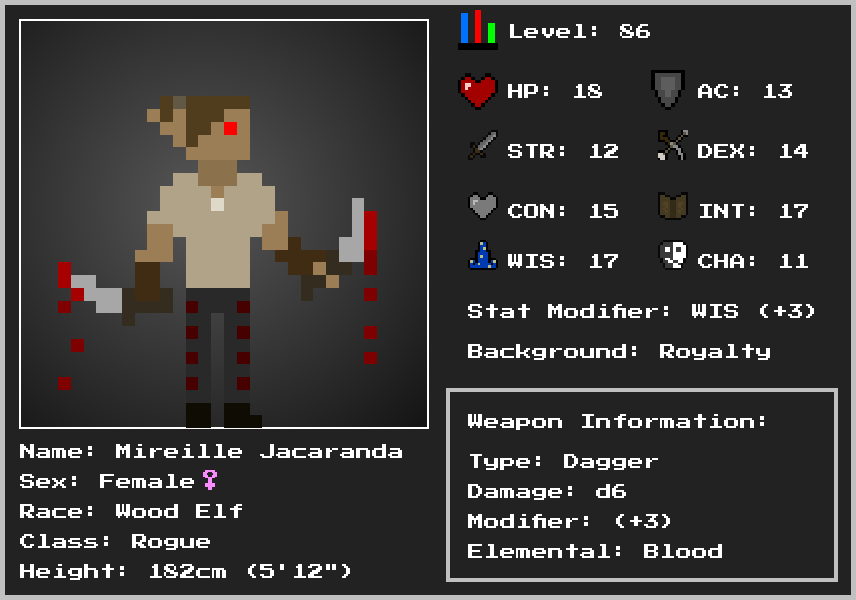 Level: 86
HP: 18 AC: 13
STR: 12 DEX: 14
CON: 15 INT: 17
WIS: 17 CHA: 11
Stat Modifier: WIS (+3)
Background: Royalty
Weapon Information:
Type: Dagger
Damage: d6
Modifier: (+3)
Elemental: Blood
Name: Mireille Jacaranda
Sex: Female♀
Race: Wood Elf
Class: Rogue
Height: 182cm (5'12")